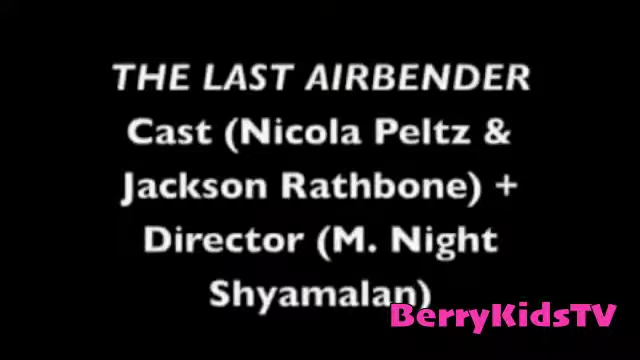 THE LAST AIRBENDER
Cast (Nicola Peltz &
Jackson Rathbone) +
Director (M. Night
Shyamalan)
BerryKidsTV